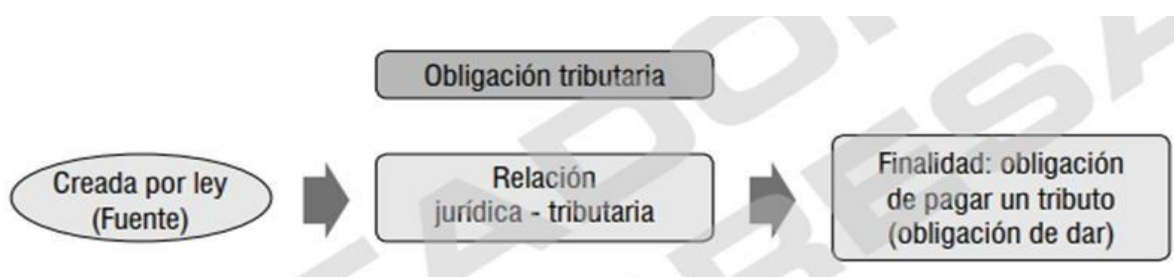 Obligación tributaria
Creada por ley
(Fuente)
Relación
jurídica - tributaria
Finalidad: obligación
de pagar un tributo
(obligación de dar)